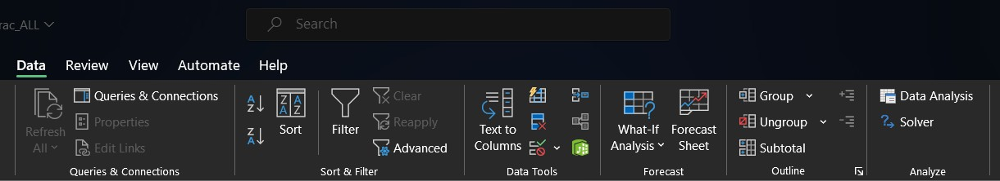 rac_ALL
Search
Data Review View Automate Help
Queries & Connections
Properties
Edit Links
Refresh
All
Queries & Connections
Sort
Filter
Clear
Reapply
Advanced
Sort & Filter
Text to
Columns
Data Tools
What-If
Analysis
Forecast
Sheet
Forecast
Group
Ungroup
Subtotal
Outline
Data Analysis
Solver
Analyze